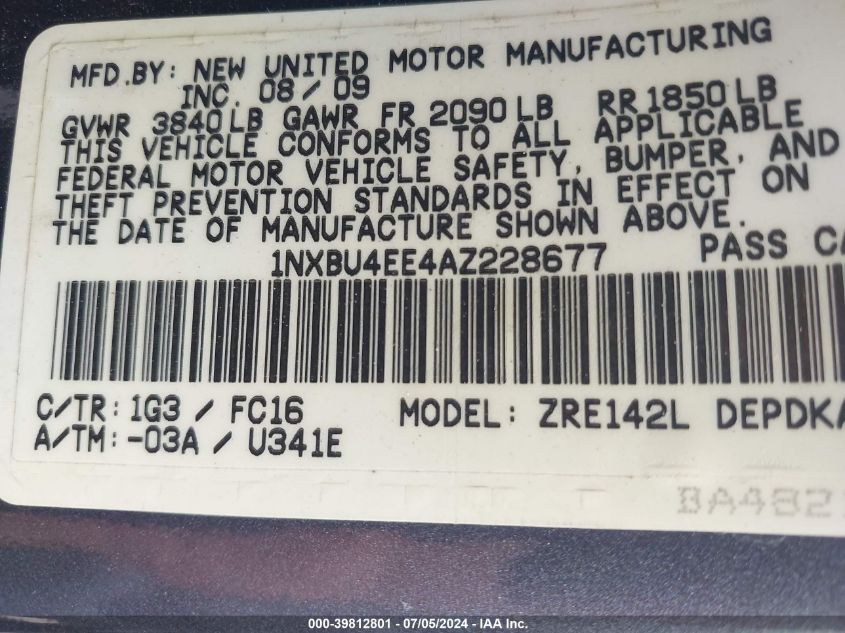 MFD.BY: NEW UNITED MOTOR MANUFACTURING
INC. 08/09
GVWR 3840 LB GAWR FR 2090 LB RR 1850 LB
THIS VEHICLE CONFORMS TO ALL APPLICABLE
FEDERAL MOTOR VEHICLE SAFETY, BUMPER, AND
THEFT PREVENTION STANDARDS IN EFFECT ON
THE DATE OF MANUFACTURE SHOWN ABOVE.
1NXBU4EE4AZ228677 PASS CA
C/TR: 1G3 / FC16 MODEL: ZRE142L DEPDKA
A/TM: -03A / U341E
BA482
000-39812801 - 07/05/2024 - IAA Inc.